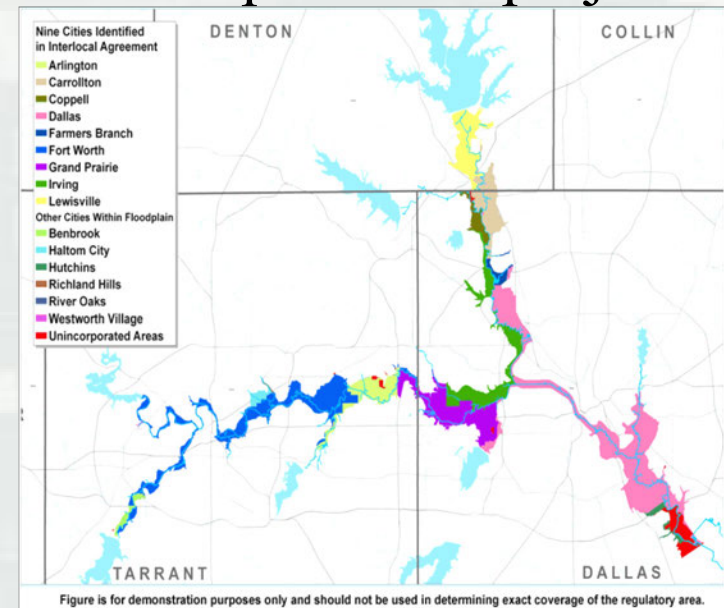 DENTON
COLLIN
Nine Cities Identified
in Interlocal Agreement
Arlington
Carrollton
Coppell
Dallas
Farmers Branch
Fort Worth
Grand Prairie
Irving
Lewisville
Other Cities Within Floodplain
Benbrook
Haltom City
Hutchins
Richland Hills
River Oaks
Westworth Village
Unincorporated Areas
TARRANT
DALLAS
Figure is for demonstration purposes only and should not be used in determining exact coverage of the regulatory area.